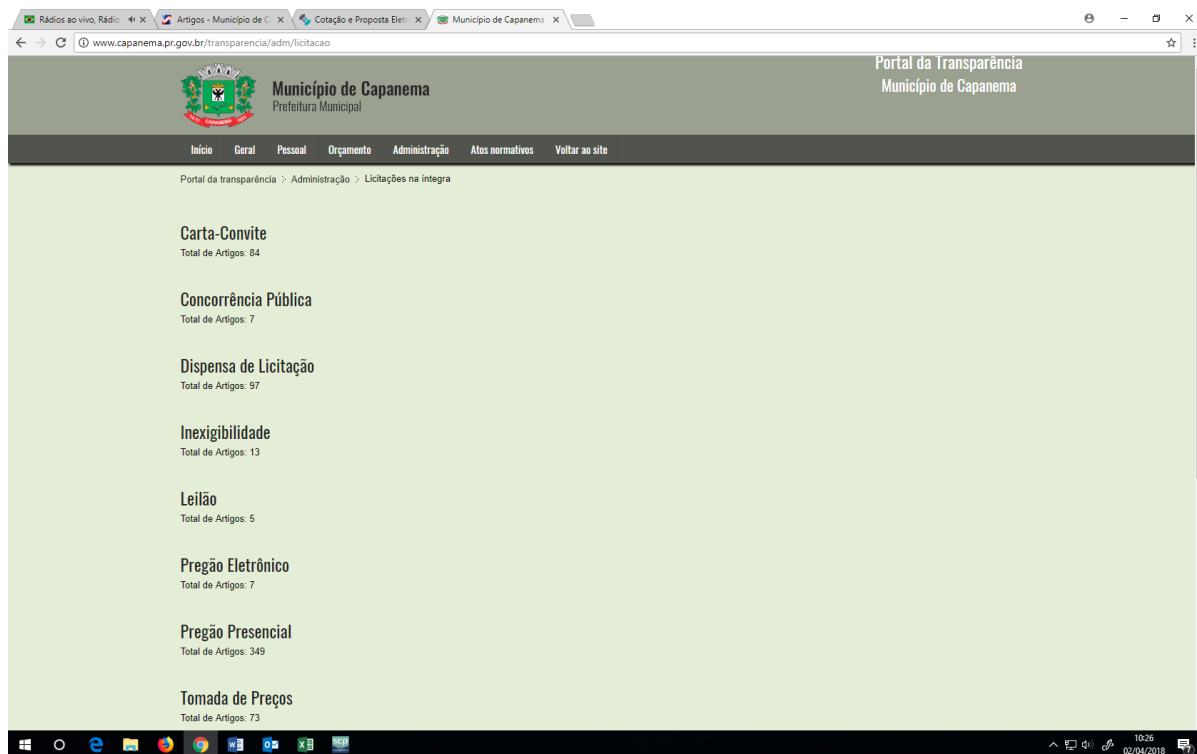 Rádios ao vivo, Rádio
Artigos - Município de C
Cotação e Proposta Elet
Município de Capanema
www.capanema.pr.gov.br/transparencia/adm/licitacao
Portal da Transparência
Município de Capanema
Município de Capanema
Prefeitura Municipal
CAPANEMA
Início Geral Pessoal Orçamento Administração Atos normativos Voltar ao site
Portal da transparência > Administração > Licitações na íntegra
Carta-Convite
Total de Artigos: 84
Concorrência Pública
Total de Artigos: 7
Dispensa de Licitação
Total de Artigos: 97
Inexigibilidade
Total de Artigos: 13
Leilão
Total de Artigos: 5
Pregão Eletrônico
Total de Artigos: 7
Pregão Presencial
Total de Artigos: 349
Tomada de Preços
Total de Artigos: 73
scp
10:26
02/04/2018